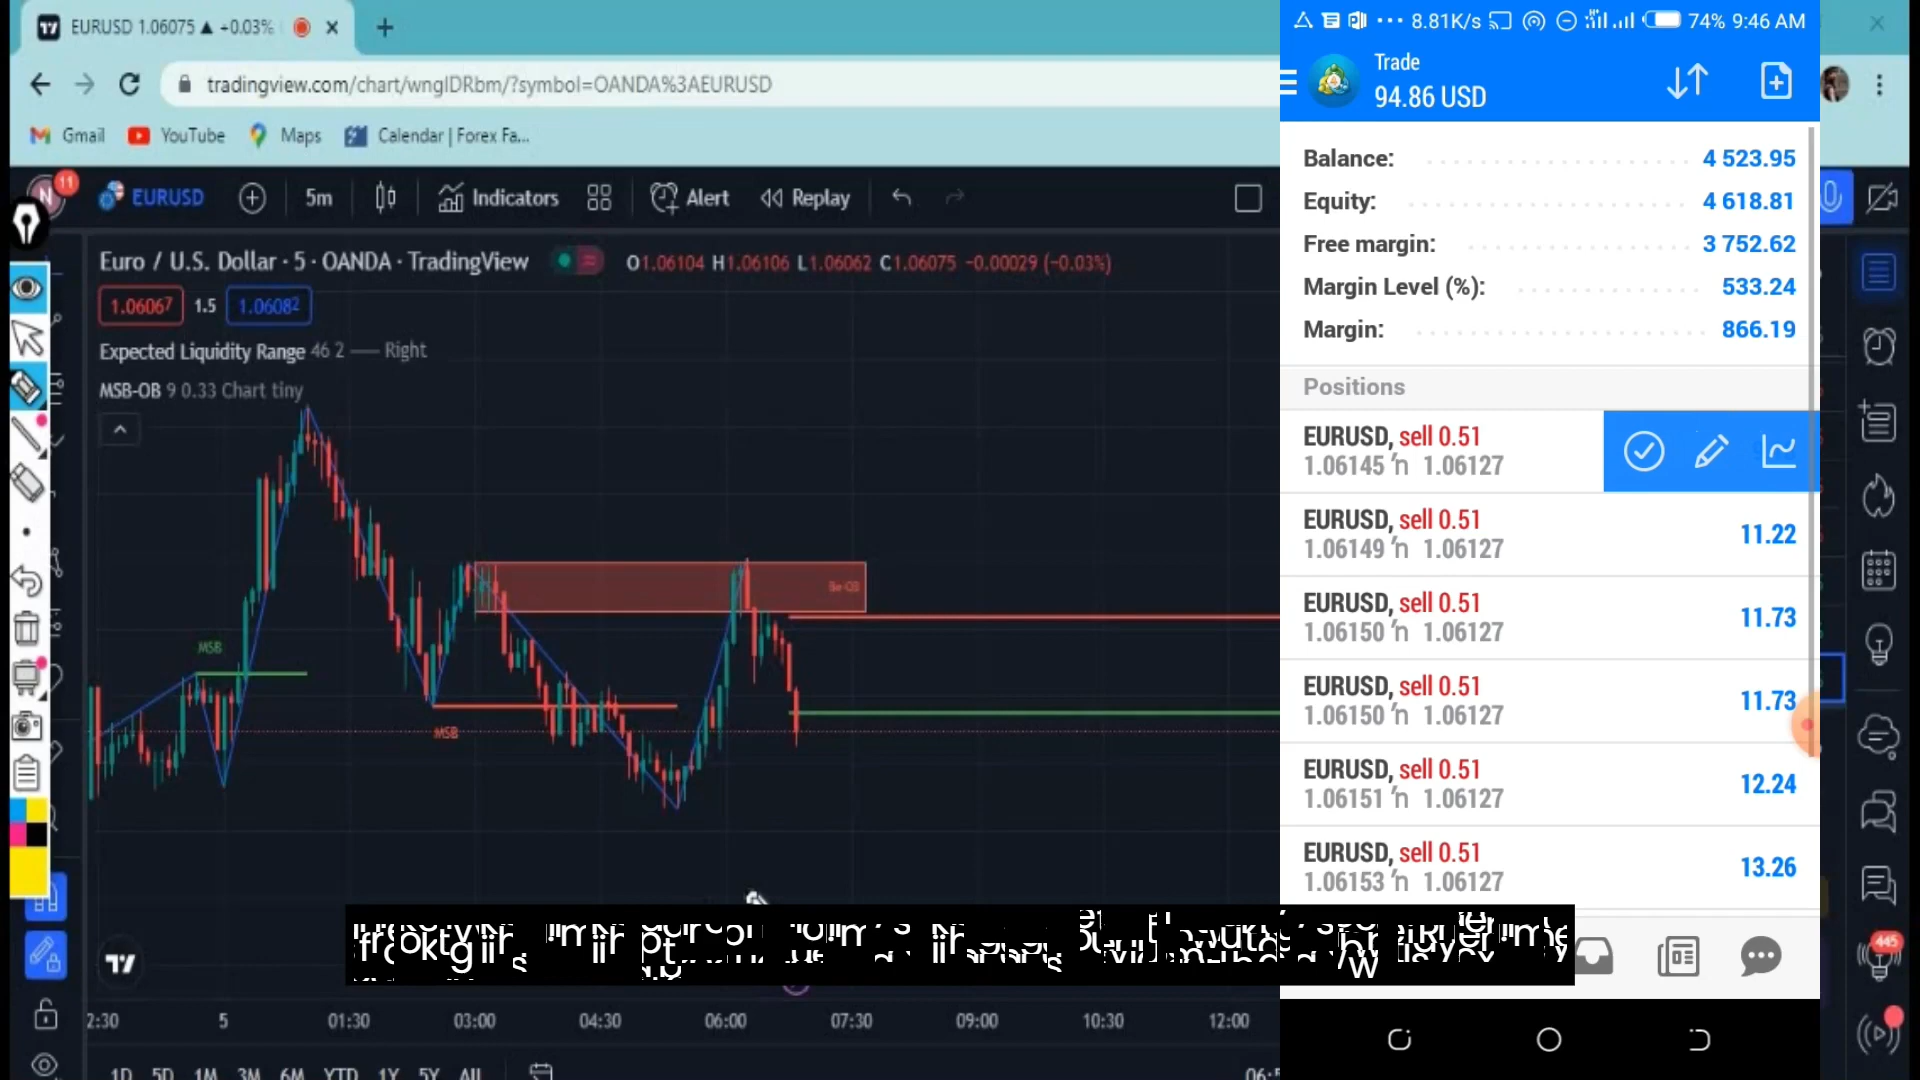 EURUSD 1.06075 ▲ +0.03%
tradingview.com/chart/wnglDRbm/?symbol=OANDA%3AEURUSD
Gmail YouTube Maps Calendar | Forex Fa...
N 11 EURUSD 5m Indicators Alert Replay
Euro / U.S. Dollar · 5 · OANDA · TradingView O1.06104 H1.06106 L1.06062 C1.06075 -0.00029 (-0.03%)
1.06067 1.5 1.06082
Expected Liquidity Range 46 2 Right
MSB-OB 9 0.33 Chart tiny
Be-OB
MSB
MSB
2:30 5 01:30 03:00 04:30 06:00 07:30 09:00 10:30 12:00
1D 5D 1M 3M 6M YTD 1Y 5Y All
8.81K/s 74% 9:46 AM
Trade
94.86 USD
Balance: 4 523.95
Equity: 4 618.81
Free margin: 3 752.62
Margin Level (%): 533.24
Margin: 866.19
Positions
EURUSD, sell 0.51
1.06145 1.06127
EURUSD, sell 0.51
1.06149 1.06127 11.22
EURUSD, sell 0.51
1.06150 1.06127 11.73
EURUSD, sell 0.51
1.06150 1.06127 11.73
EURUSD, sell 0.51
1.06151 1.06127 12.24
EURUSD, sell 0.51
1.06153 1.06127 13.26
445